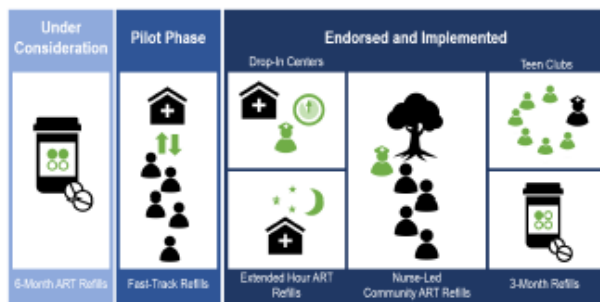 Under
Consideration
Pilot Phase
Endorsed and Implemented
Drop-In Centers
Teen Clubs
6-Month ART Refills
Fast-Track Refills
Extended Hour ART
Refills
Nurse-Led
Community ART Refills
3-Month Refills